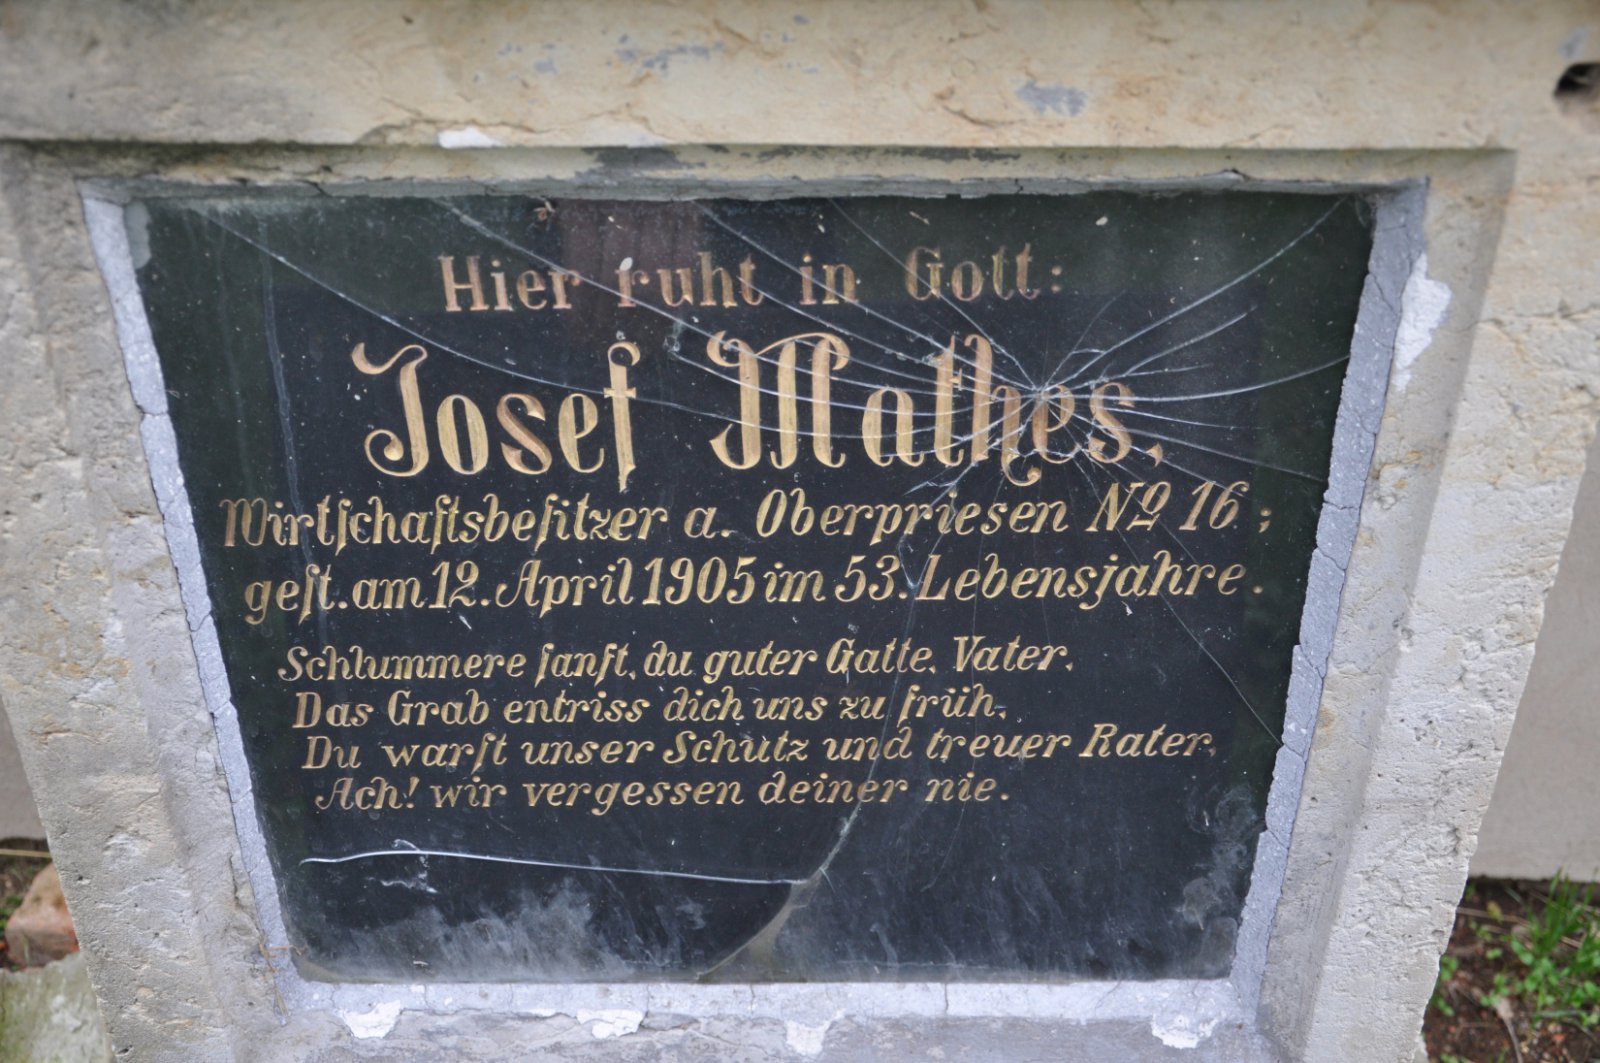 Hier ruht in Gott:
Josef Mathes,
Wirtſchaftsbeſitzer a. Oberpriesen No 16;
geſt. am 12. April 1905 im 53. Lebensjahre.
Schlummere ſanft, du guter Gatte, Vater,
Das Grab entriss dich uns zu früh,
Du warſt unser Schutz und treuer Rater,
Ach! wir vergessen deiner nie.